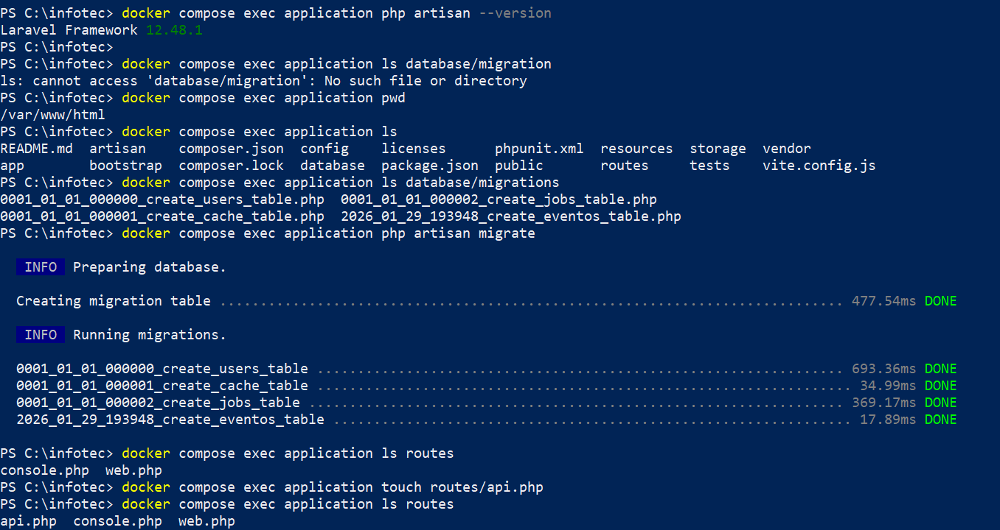 PS C:\infotec> docker compose exec application php artisan --version
Laravel Framework 12.48.1
PS C:\infotec>
PS C:\infotec> docker compose exec application ls database/migration
ls: cannot access 'database/migration': No such file or directory
PS C:\infotec> docker compose exec application pwd
/var/www/html
PS C:\infotec> docker compose exec application ls
README.md  artisan    composer.json  config    licenses      phpunit.xml  resources  storage  vendor
app        bootstrap  composer.lock  database  package.json  public       routes     tests    vite.config.js
PS C:\infotec> docker compose exec application ls database/migrations
0001_01_01_000000_create_users_table.php  0001_01_01_000002_create_jobs_table.php
0001_01_01_000001_create_cache_table.php  2026_01_29_193948_create_eventos_table.php
PS C:\infotec> docker compose exec application php artisan migrate
INFO  Preparing database.
Creating migration table ............................................................................. 477.54ms DONE
INFO  Running migrations.
0001_01_01_000000_create_users_table ................................................................. 693.36ms DONE
0001_01_01_000001_create_cache_table .................................................................. 34.99ms DONE
0001_01_01_000002_create_jobs_table .................................................................. 369.17ms DONE
2026_01_29_193948_create_eventos_table ................................................................ 17.89ms DONE
PS C:\infotec> docker compose exec application ls routes
console.php  web.php
PS C:\infotec> docker compose exec application touch routes/api.php
PS C:\infotec> docker compose exec application ls routes
api.php  console.php  web.php